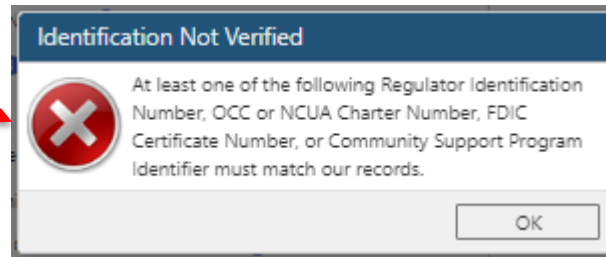 Identification Not Verified
At least one of the following Regulator Identification
Number, OCC or NCUA Charter Number, FDIC
Certificate Number, or Community Support Program
Identifier must match our records.
OK